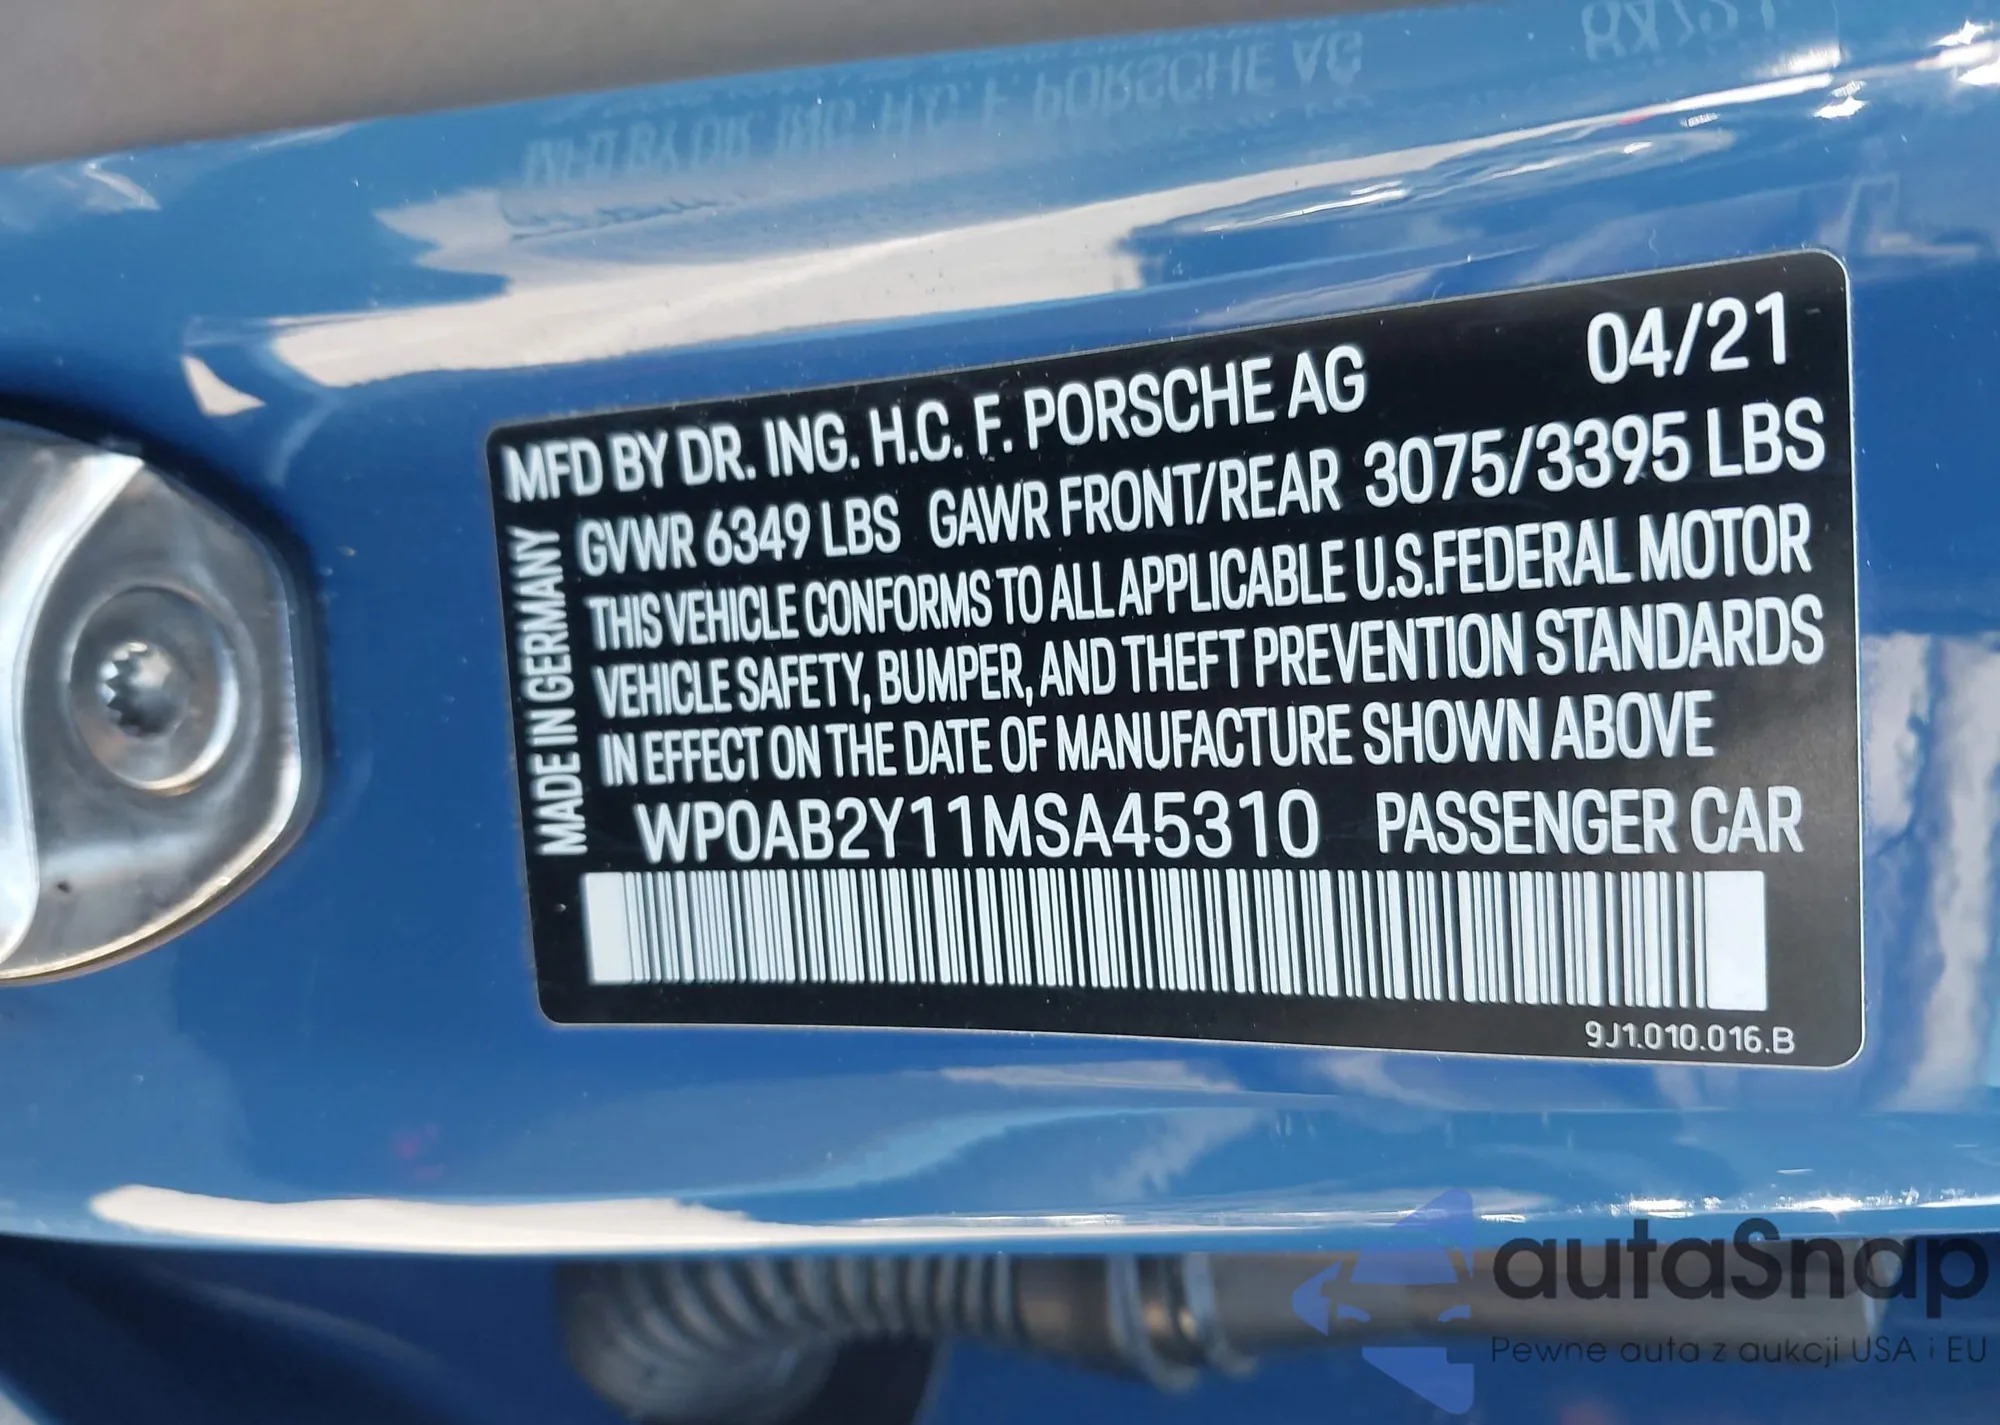 MFD BY DR. ING. H.C. F. PORSCHE AG 04/21
GVWR 6349 LBS GAWR FRONT/REAR 3075/3395 LBS
THIS VEHICLE CONFORMS TO ALL APPLICABLE U.S.FEDERAL MOTOR
VEHICLE SAFETY, BUMPER, AND THEFT PREVENTION STANDARDS
IN EFFECT ON THE DATE OF MANUFACTURE SHOWN ABOVE
WP0AB2Y11MSA45310 PASSENGER CAR
MADE IN GERMANY
9J1.010.016.B
autaSnap
Pewne auta z aukcji USA i EU